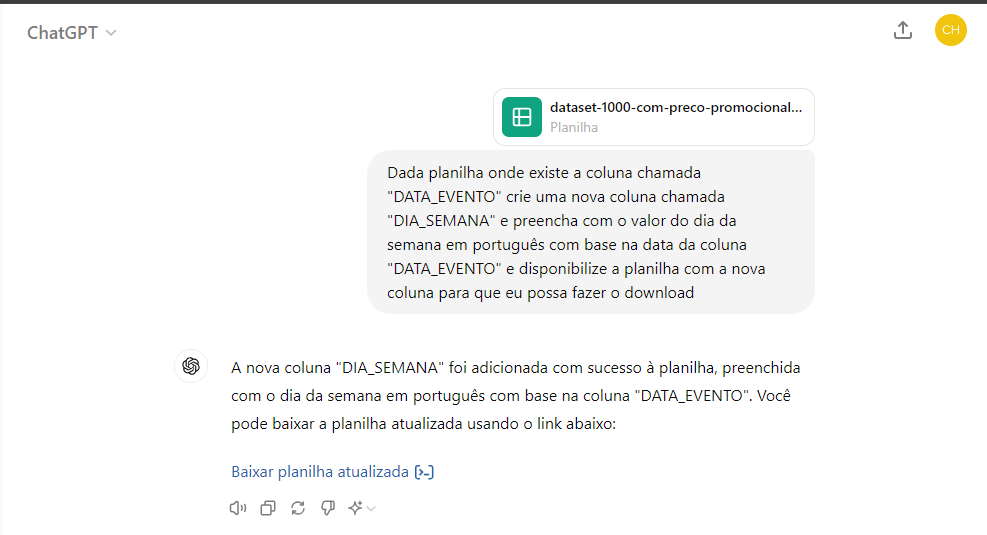 ChatGPT
CH
dataset-1000-com-preco-promocional...
Planilha
Dada planilha onde existe a coluna chamada
"DATA_EVENTO" crie uma nova coluna chamada
"DIA_SEMANA" e preencha com o valor do dia da
semana em português com base na data da coluna
"DATA_EVENTO" e disponibilize a planilha com a nova
coluna para que eu possa fazer o download
A nova coluna "DIA_SEMANA" foi adicionada com sucesso à planilha, preenchida
com o dia da semana em português com base na coluna "DATA_EVENTO". Você
pode baixar a planilha atualizada usando o link abaixo:
Baixar planilha atualizada